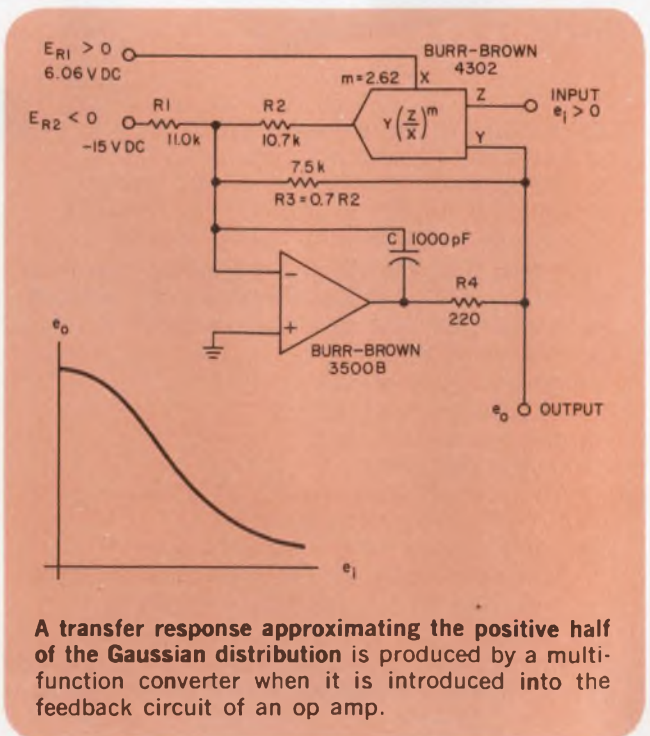 E_R1 > 0
6.06 V DC
BURR-BROWN
4302
m=2.62
X
Z
INPUT
e_i > 0
E_R2 < 0
-15 V DC
R1
11.0k
R2
10.7k
Y(Z/X)^m
Y
7.5 k
R3=0.7 R2
C
1000pF
−
+
R4
220
BURR-BROWN
3500B
e_o OUTPUT
e_o
e_i
A transfer response approximating the positive half
of the Gaussian distribution is produced by a multi-
function converter when it is introduced into the
feedback circuit of an op amp.